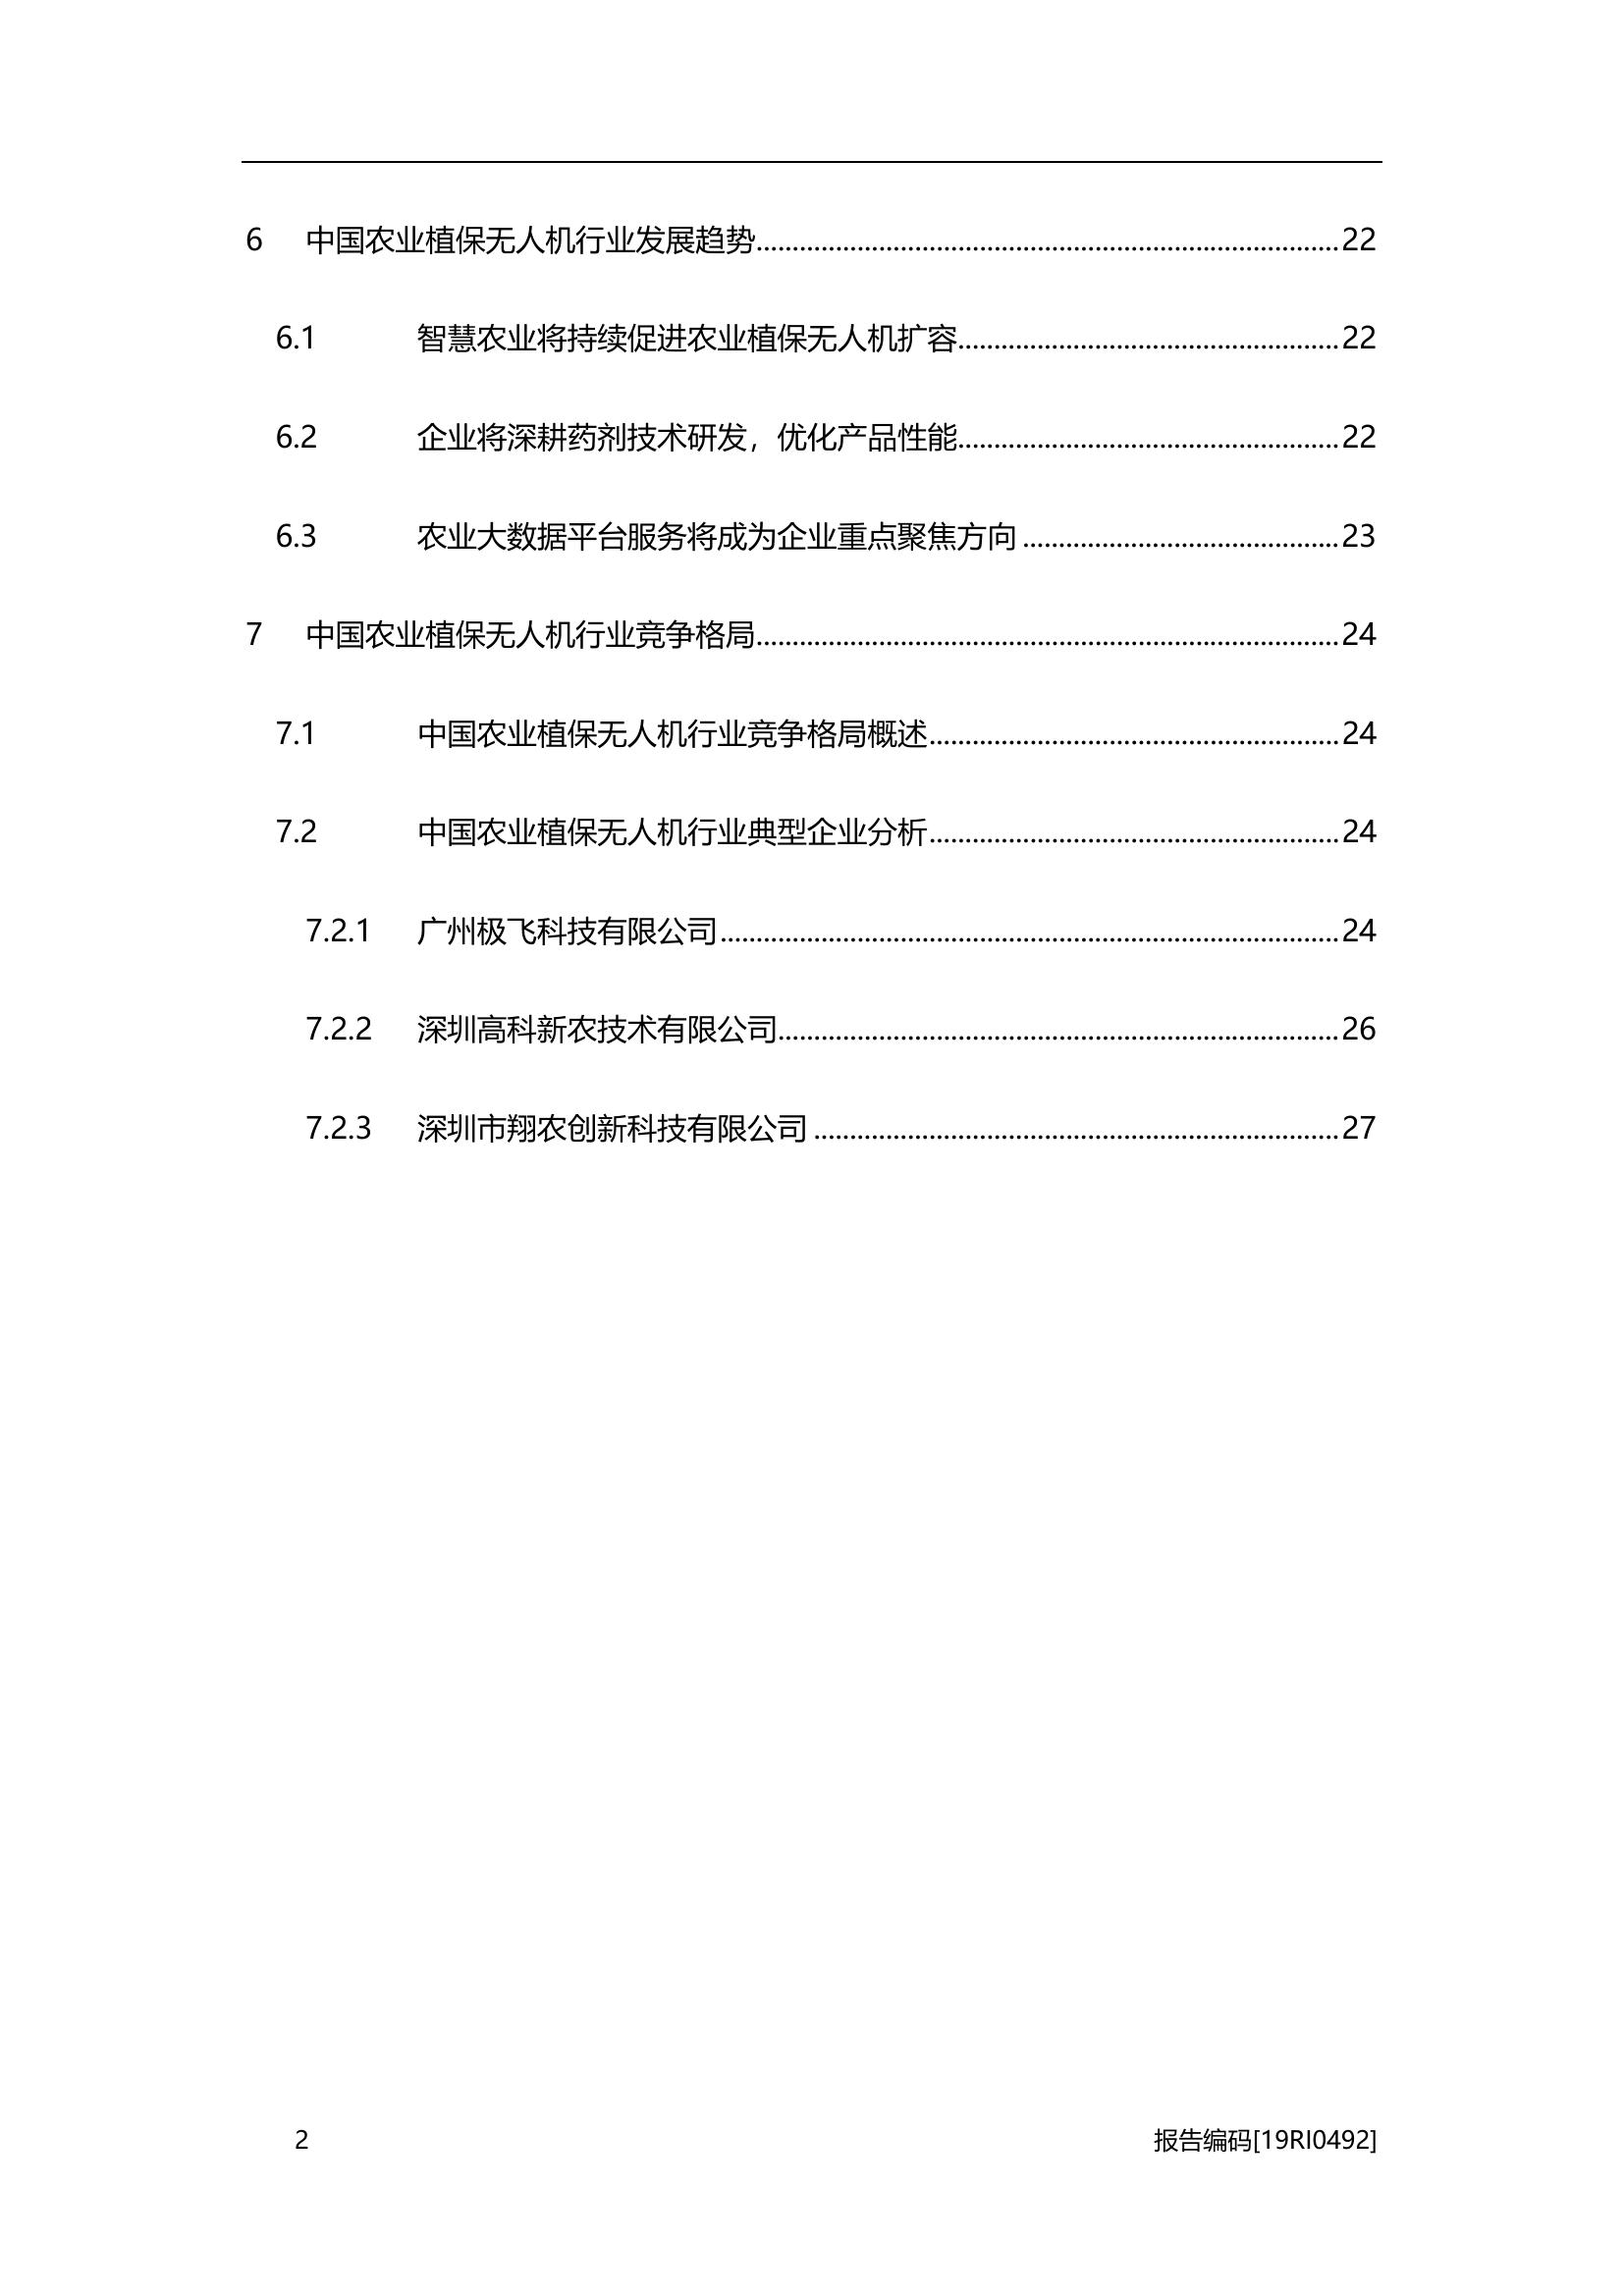 6 中国农业植保无人机行业发展趋势........................................22
6.1 智慧农业将持续促进农业植保无人机扩容........................................22
6.2 企业将深耕药剂技术研发，优化产品性能........................................22
6.3 农业大数据平台服务将成为企业重点聚焦方向........................................23
7 中国农业植保无人机行业竞争格局........................................24
7.1 中国农业植保无人机行业竞争格局概述........................................24
7.2 中国农业植保无人机行业典型企业分析........................................24
7.2.1 广州极飞科技有限公司........................................24
7.2.2 深圳高科新农技术有限公司........................................26
7.2.3 深圳市翔农创新科技有限公司........................................27
2 报告编码[19RI0492]